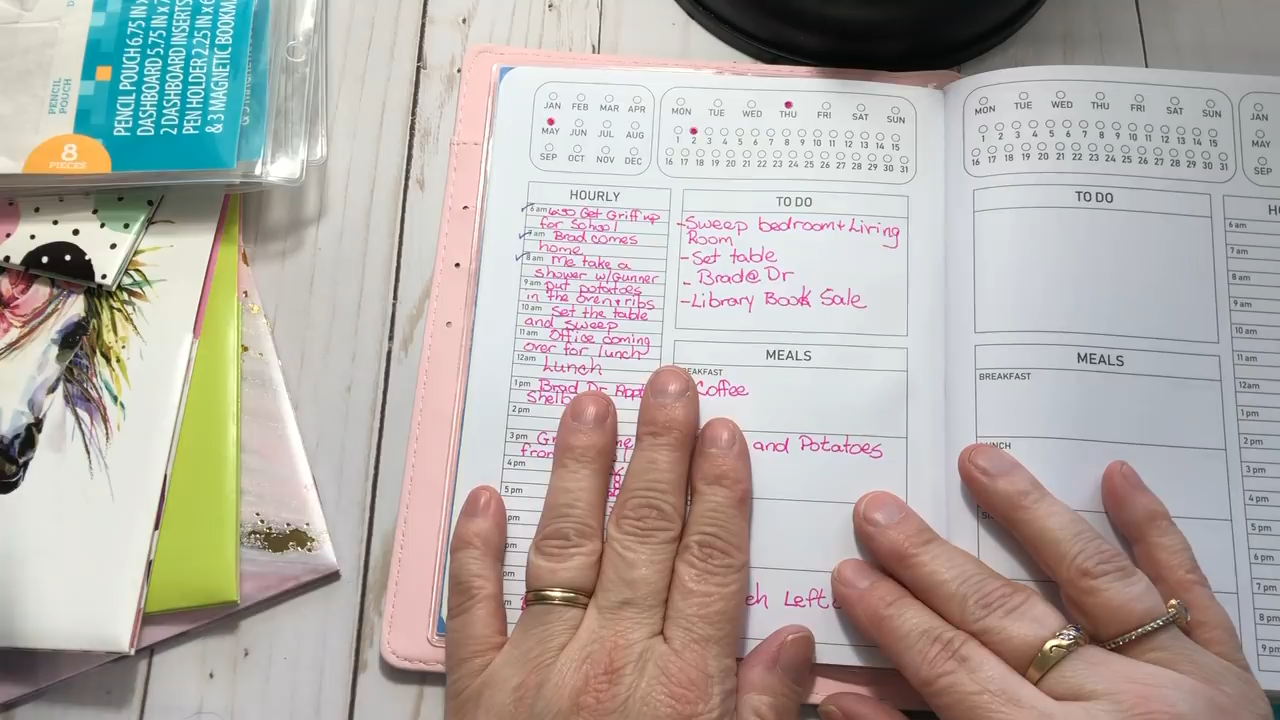 PENCIL POUCH
8 PIECES
PENCIL POUCH 6.75 IN X
DASHBOARD 5.75 IN X 7
2 DASHBOARD INSERTS
PEN HOLDER 2.25 IN X 6
& 3 MAGNETIC BOOKM
JAN FEB MAR APR
MAY JUN JUL AUG
SEP OCT NOV DEC
MON TUE WED THU FRI SAT SUN
1 2 3 4 5 6 7 8 9 10 11 12 13 14 15
16 17 18 19 20 21 22 23 24 25 26 27 28 29 30 31
HOURLY
6 am 6:30 Get Griff up
for School
7am Brad comes
home
8 am Me take a
shower w/Gunner
9 am put potatoes
in the oven + ribs
10 am Set the table
and sweep
11 am Office coming
over for lunch
12am Lunch
1 pm Brad Dr
2 pm
3 pm
4 pm
5 pm
pm
pm
pm
TO DO
-Sweep bedroom + Living
Room
-Set table
- Brad@Dr
-Library Book Sale
MEALS
Coffee
and Potatoes
MON TUE WED THU FRI SAT SUN
1 2 3 4 5 6 7 8 9 10 11 12 13 14 15
16 17 18 19 20 21 22 23 24 25 26 27 28 29 30 31
TO DO
MEALS
BREAKFAST
JAN
MAY
SEP
6 am
7 am
8 am
9 am
10 am
11 am
12am
1 pm
2 pm
3 pm
4 pm
5 pm
6 pm
7 pm
8 pm
9 pm